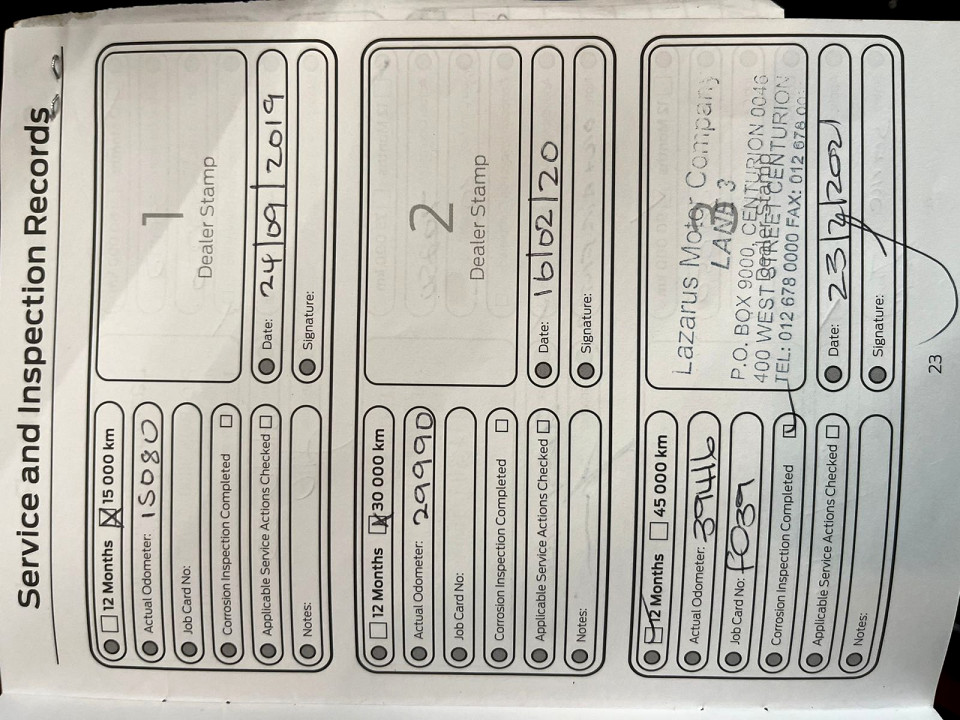 Service and Inspection Records
12 Months 15 000 km
Actual Odometer: 15080
Job Card No:
Corrosion Inspection Completed
Applicable Service Actions Checked
Notes:
1
Dealer Stamp
Date: 24/09/2019
Signature:
12 Months 30 000 km
Actual Odometer: 29990
Job Card No:
Corrosion Inspection Completed
Applicable Service Actions Checked
Notes:
2
Dealer Stamp
Date: 16/02/20
Signature:
12 Months 45 000 km
Actual Odometer: 39446
Job Card No: F039
Corrosion Inspection Completed
Applicable Service Actions Checked
Notes:
Lazarus Motor Company
3
LAND 3
P.O. BOX 9000, CENTURION 0046
Dealer Stamp
400 WEST STREET CENTURION
TEL: 012 678 0000 FAX: 012 678
Date: 23/2/2021
Signature:
23